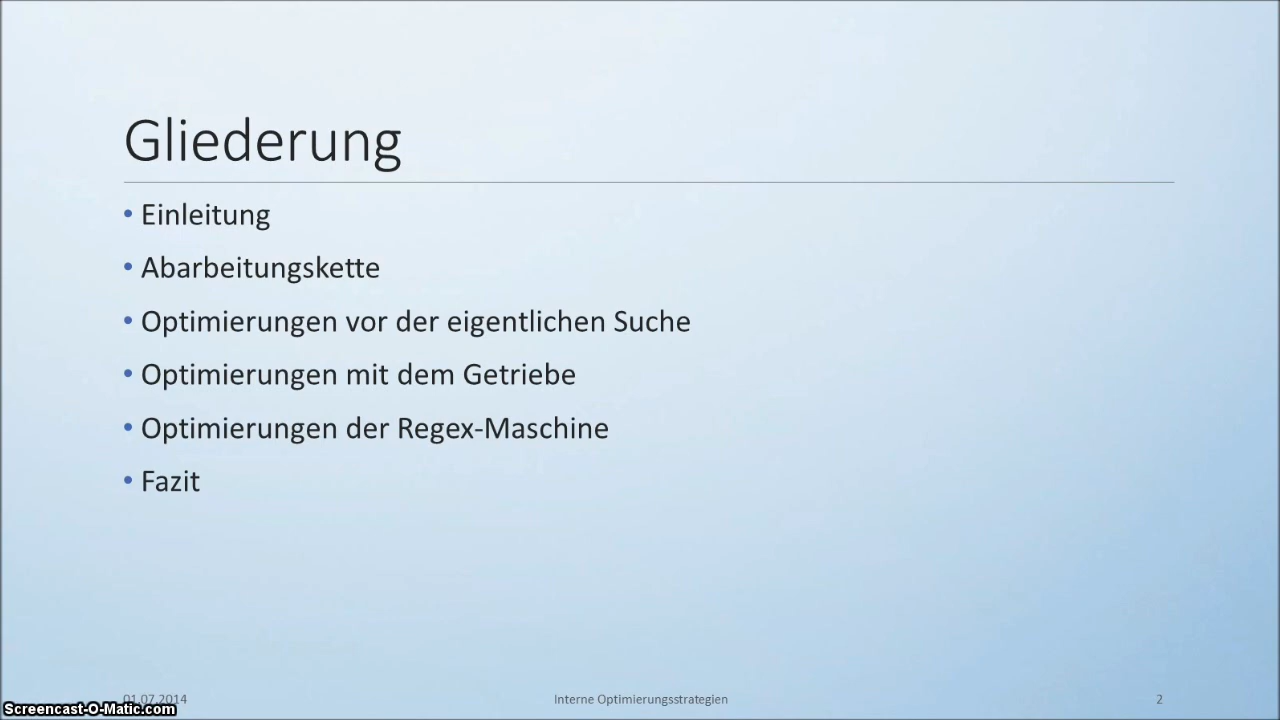 Gliederung
• Einleitung
• Abarbeitungskette
• Optimierungen vor der eigentlichen Suche
• Optimierungen mit dem Getriebe
• Optimierungen der Regex-Maschine
• Fazit
01.07.2014 Interne Optimierungsstrategien 2
Screencast-O-Matic.com